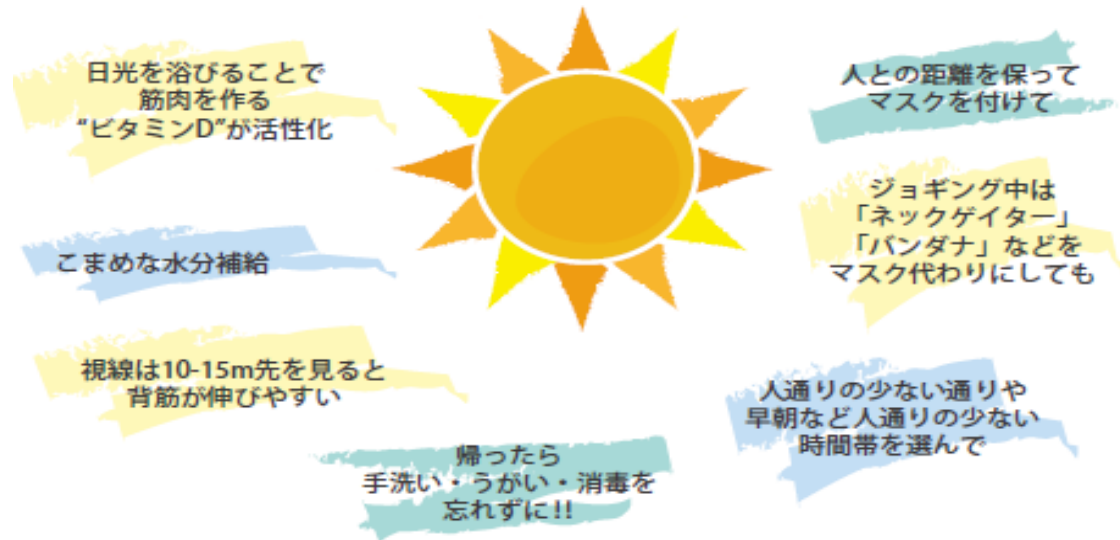 日光を浴びることで
筋肉を作る
“ビタミンD”が活性化
こまめな水分補給
視線は10-15m先を見ると
背筋が伸びやすい
帰ったら
手洗い・うがい・消毒を
忘れずに!!
人との距離を保って
マスクを付けて
ジョギング中は
「ネックゲイター」
「バンダナ」などを
マスク代わりにしても
人通りの少ない通りや
早朝など人通りの少ない
時間帯を選んで